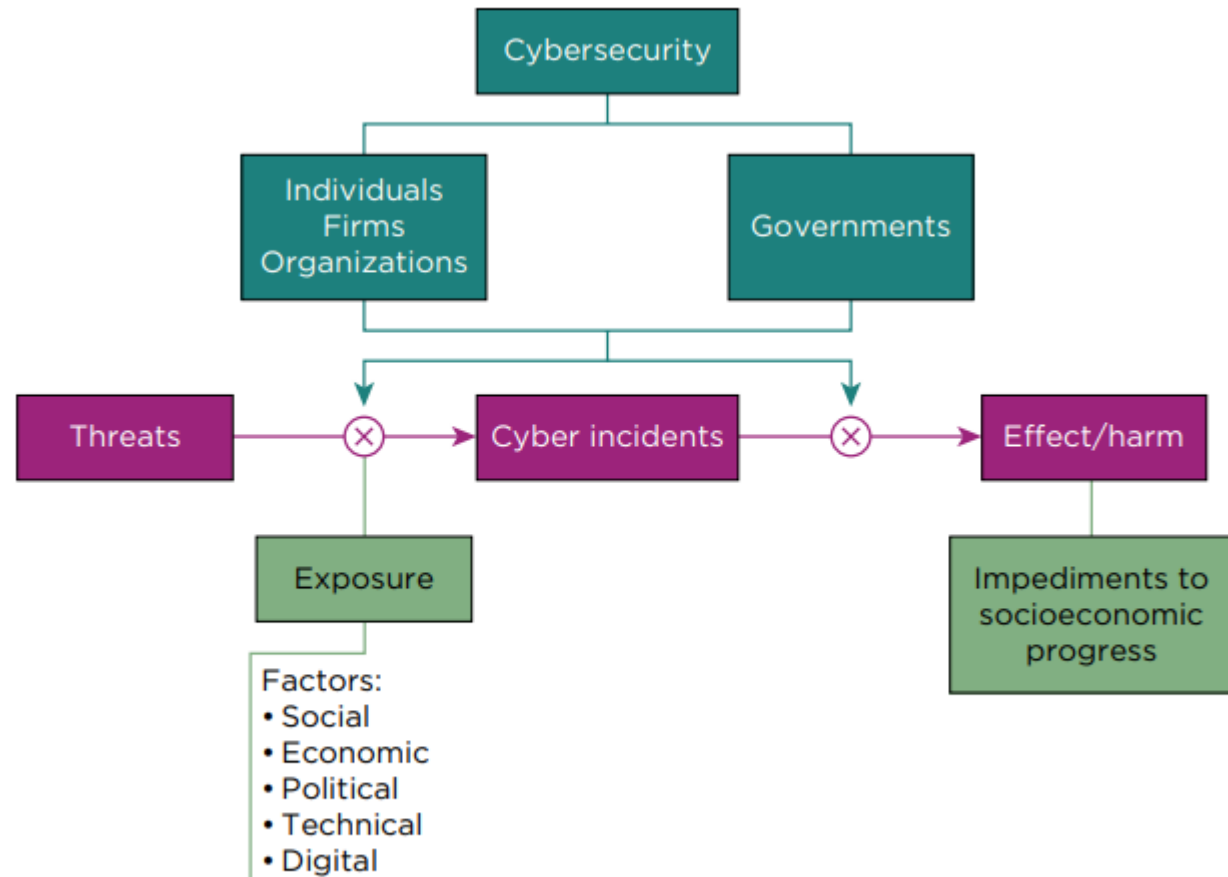 Cybersecurity
Individuals
Firms
Organizations
Governments
Threats
Cyber incidents
Effect/harm
Exposure
Impediments to
socioeconomic
progress
Factors:
• Social
• Economic
• Political
• Technical
• Digital